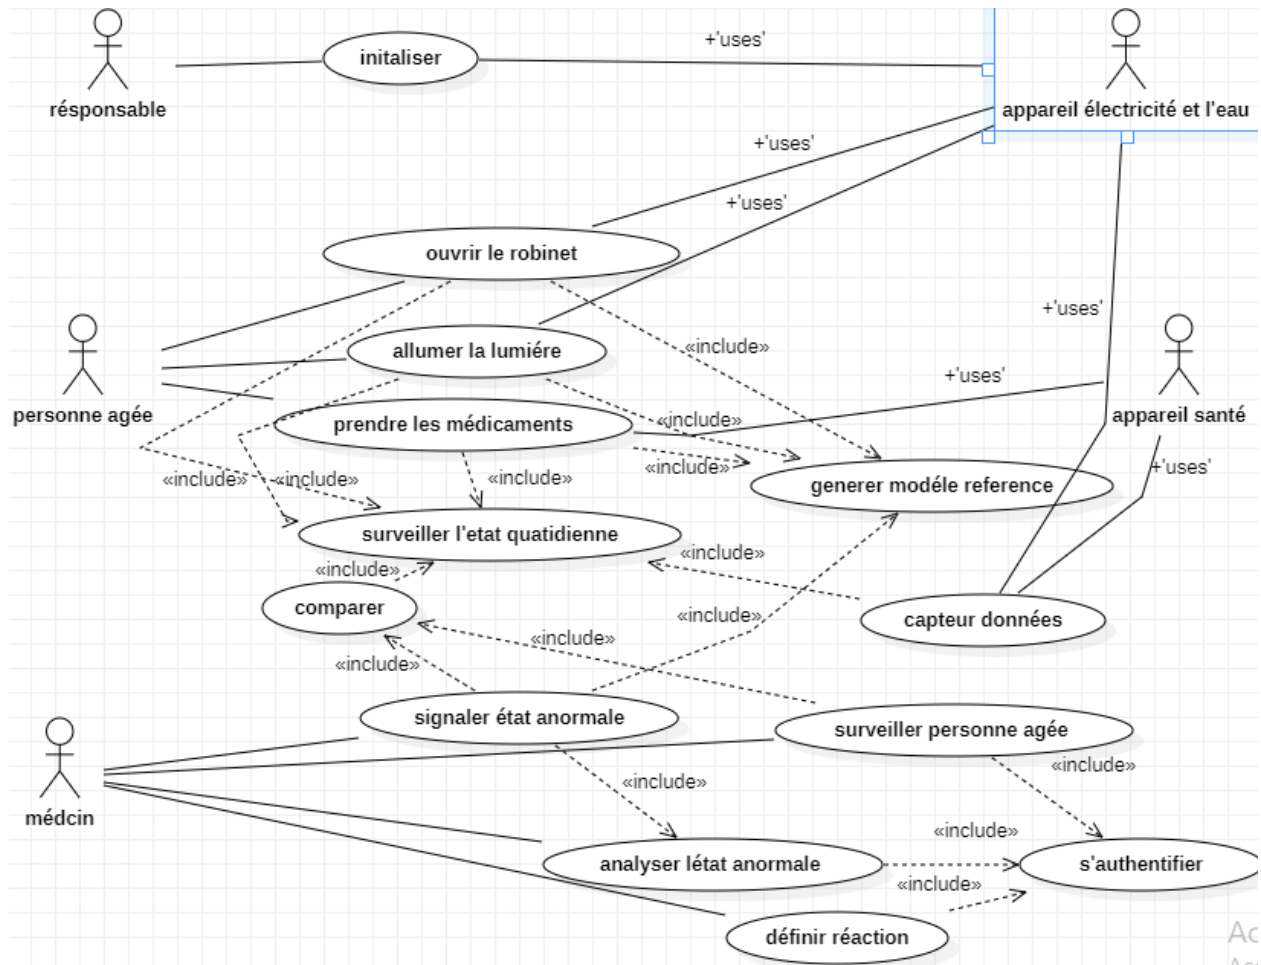 initaliser
+'uses'
résponsable
appareil électricité et l'eau
+'uses'
+'uses'
ouvrir le robinet
+'uses'
allumer la lumiére
«include»
+'uses'
personne agée
appareil santé
prendre les médicaments
«include»
«include»
+'uses'
«include»
«include»
«include»
generer modéle reference
surveiller l'etat quatidienne
«include»
«include»
comparer
«include»
capteur données
«include»
«include»
signaler état anormale
surveiller personne agée
«include»
«include»
médcin
«include»
analyser létat anormale
s'authentifier
«include»
définir réaction
Ac